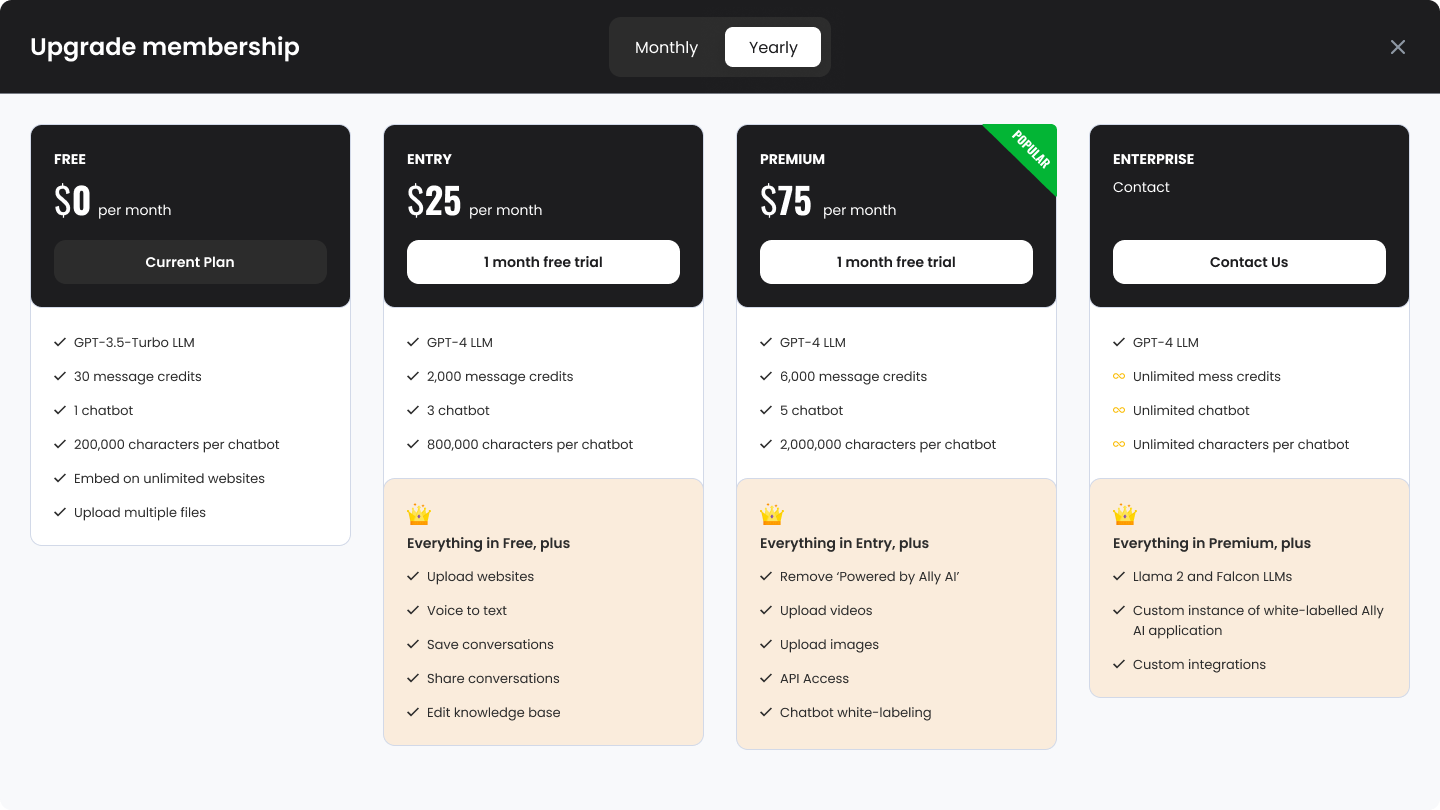 Upgrade membership
Monthly
Yearly
FREE
$0 per month
Current Plan
GPT-3.5-Turbo LLM
30 message credits
1 chatbot
200,000 characters per chatbot
Embed on unlimited websites
Upload multiple files
ENTRY
$25 per month
1 month free trial
GPT-4 LLM
2,000 message credits
3 chatbot
800,000 characters per chatbot
Everything in Free, plus
Upload websites
Voice to text
Save conversations
Share conversations
Edit knowledge base
PREMIUM
POPULAR
$75 per month
1 month free trial
GPT-4 LLM
6,000 message credits
5 chatbot
2,000,000 characters per chatbot
Everything in Entry, plus
Remove ‘Powered by Ally AI’
Upload videos
Upload images
API Access
Chatbot white-labeling
ENTERPRISE
Contact
Contact Us
GPT-4 LLM
Unlimited mess credits
Unlimited chatbot
Unlimited characters per chatbot
Everything in Premium, plus
Llama 2 and Falcon LLMs
Custom instance of white-labelled Ally
AI application
Custom integrations